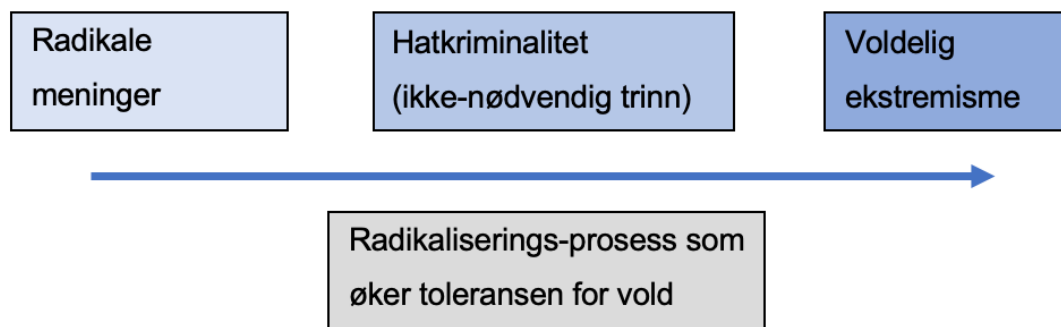 Radikale
meninger
Hatkriminalitet
(ikke-nødvendig trinn)
Voldelig
ekstremisme
Radikaliserings-prosess som
øker toleransen for vold